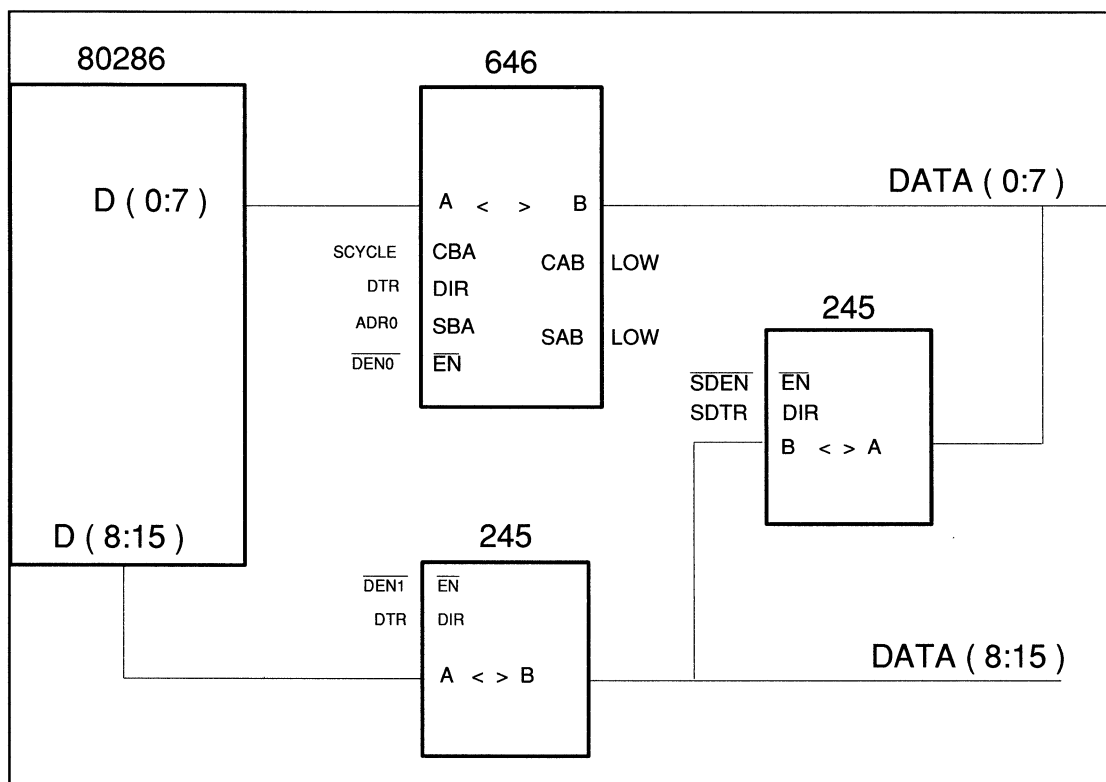 80286
646
D ( 0:7 )
A < > B
DATA ( 0:7 )
SCYCLE CBA
CAB LOW
DTR DIR
ADR0 SBA
SAB LOW
DEN0 EN
245
SDEN EN
SDTR DIR
B < > A
D ( 8:15 )
245
DEN1 EN
DTR DIR
A < > B
DATA ( 8:15 )